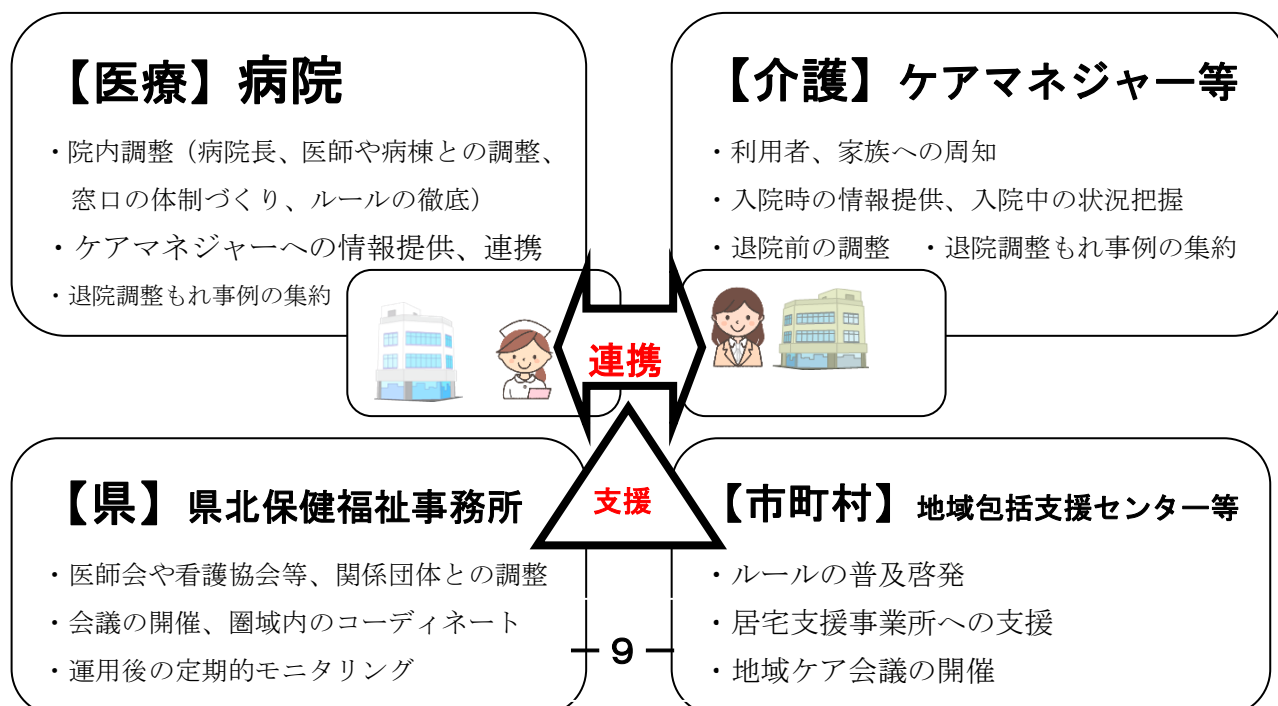 【医療】病院
・院内調整（病院長、医師や病棟との調整、
窓口の体制づくり、ルールの徹底）
・ケアマネジャーへの情報提供、連携
・退院調整もれ事例の集約
【介護】ケアマネジャー等
・利用者、家族への周知
・入院時の情報提供、入院中の状況把握
・退院前の調整　・退院調整もれ事例の集約
連携
支援
【県】県北保健福祉事務所
・医師会や看護協会等、関係団体との調整
・会議の開催、圏域内のコーディネート
・運用後の定期的モニタリング
【市町村】地域包括支援センター等
・ルールの普及啓発
・居宅支援事業所への支援
・地域ケア会議の開催
－ 9 －